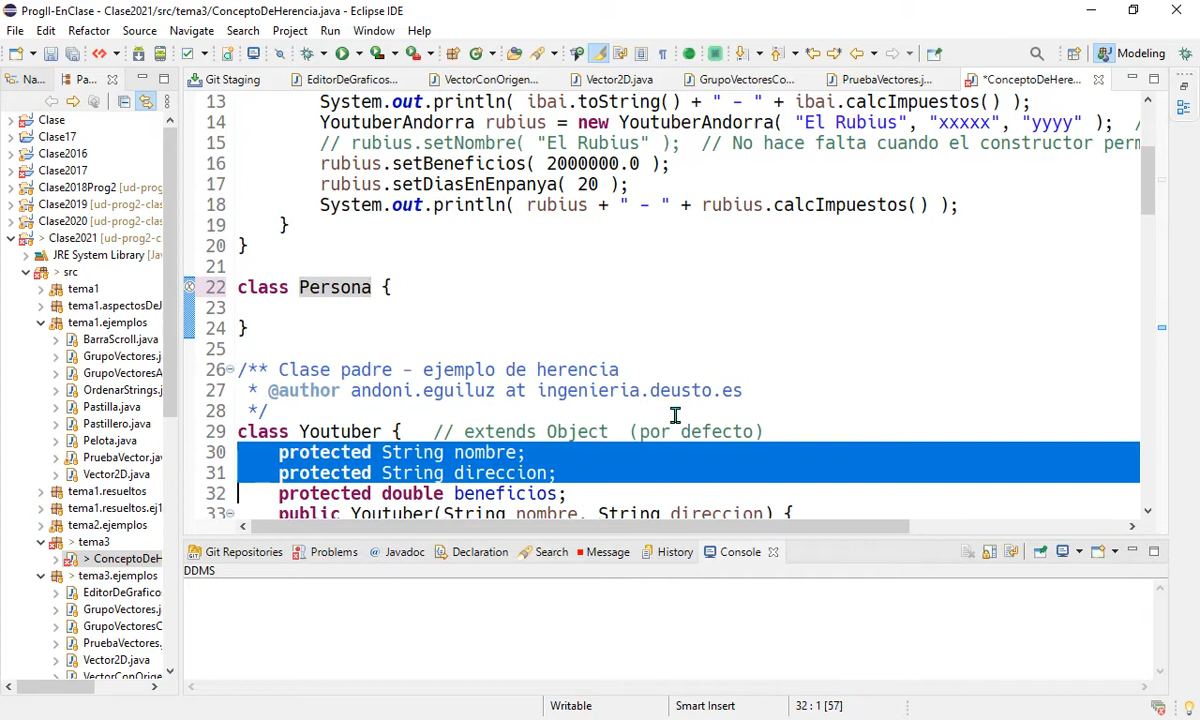 ProgII-EnClase - Clase2021/src/tema3/ConceptoDeHerencia.java - Eclipse IDE
File Edit Refactor Source Navigate Search Project Run Window Help
Modeling
Na... Pa...
Git Staging EditorDeGraficos... VectorConOrigen... Vector2D.java GrupoVectoresCo... PruebaVectores.j... *ConceptoDeHere...
Clase
Clase17
Clase2016
Clase2017
Clase2018Prog2 [ud-prog
Clase2019 [ud-prog2-clas
Clase2020 [ud-prog2-clas
> Clase2021 [ud-prog2-c
JRE System Library [Jav
> src
tema1
tema1.aspectosDeJ
tema1.ejemplos
BarraScroll.java
GrupoVectores.j
GrupoVectoresA
OrdenarStrings.j
Pastilla.java
Pastillero.java
Pelota.java
PruebaVector.jav
Vector2D.java
tema1.resueltos
tema1.resueltos.ej1
tema2.ejemplos
> tema3
> ConceptoDeH
> tema3.ejemplos
EditorDeGrafico
GrupoVectores.j
GrupoVectoresC
PruebaVectores.
Vector2D.java
VectorConOrige
13 System.out.println( ibai.toString() + " - " + ibai.calcImpuestos() );
14 YoutuberAndorra rubius = new YoutuberAndorra( "El Rubius", "xxxxx", "yyyy" ); /
15 // rubius.setNombre( "El Rubius" ); // No hace falta cuando el constructor perm
16 rubius.setBeneficios( 2000000.0 );
17 rubius.setDiasEnEnpanya( 20 );
18 System.out.println( rubius + " - " + rubius.calcImpuestos() );
19 }
20 }
21
22 class Persona {
23
24 }
25
26 /** Clase padre - ejemplo de herencia
27 * @author andoni.eguiluz at ingenieria.deusto.es
28 */
29 class Youtuber { // extends Object (por defecto)
30 protected String nombre;
31 protected String direccion;
32 protected double beneficios;
33 public Youtuber(String nombre, String direccion) {
Git Repositories Problems @ Javadoc Declaration Search Message History Console
DDMS
Writable Smart Insert 32 : 1 [57]